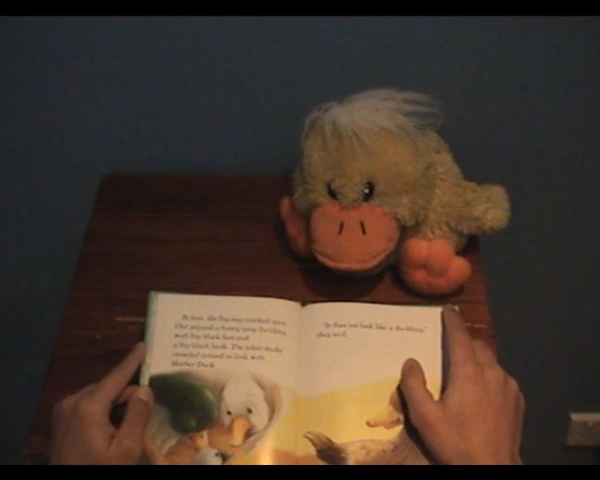 At last, the big egg cracked open.
Out popped a funny gray duckling
with big black feet and
a big black beak. The other ducks
crowded around to look with
Mother Duck.
"It does not look like a duckling,"
they said.